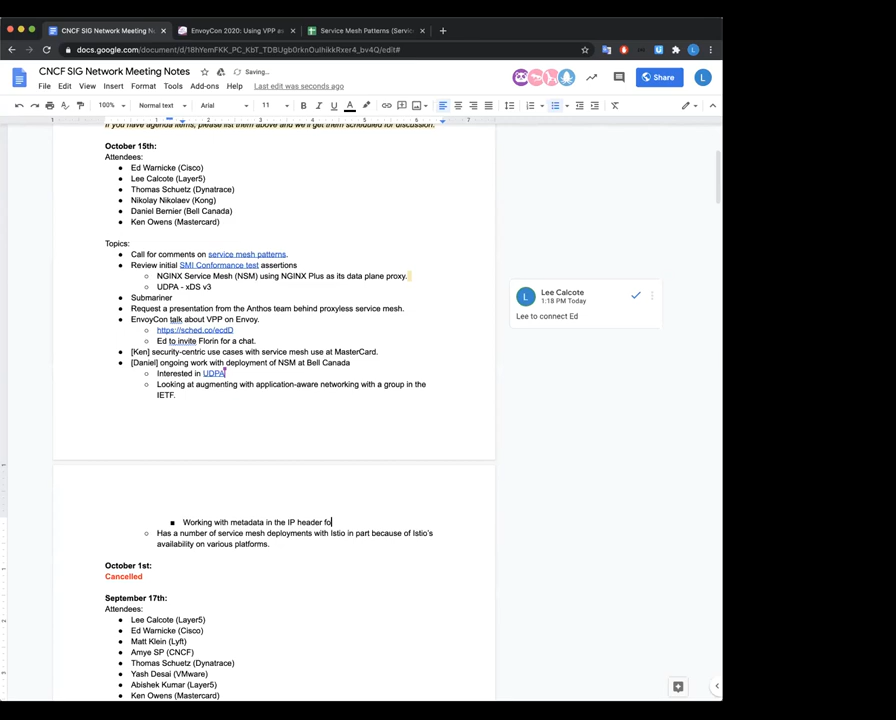 CNCF SIG Network Meeting N
EnvoyCon 2020: Using VPP as
Service Mesh Patterns (Servic
docs.google.com/document/d/18hYemFKK_PC_KbT_TDBUgb0rknOulhikkRxer4_bv4Q/edit#
CNCF SIG Network Meeting Notes
Saving...
File Edit View Insert Format Tools Add-ons Help
Last edit was seconds ago
Share
L
100%
Normal text
Arial
11
B I U A
If you have agenda items, please list them above and we'll get them scheduled for discussion.
October 15th:
Attendees:
● Ed Warnicke (Cisco)
● Lee Calcote (Layer5)
● Thomas Schuetz (Dynatrace)
● Nikolay Nikolaev (Kong)
● Daniel Bernier (Bell Canada)
● Ken Owens (Mastercard)
Topics:
● Call for comments on service mesh patterns.
● Review initial SMI Conformance test assertions
○ NGINX Service Mesh (NSM) using NGINX Plus as its data plane proxy.
○ UDPA - xDS v3
● Submariner
● Request a presentation from the Anthos team behind proxyless service mesh.
● EnvoyCon talk about VPP on Envoy.
○ https://sched.co/ecdD
○ Ed to invite Florin for a chat.
● [Ken] security-centric use cases with service mesh use at MasterCard.
● [Daniel] ongoing work with deployment of NSM at Bell Canada
○ Interested in UDPA
○ Looking at augmenting with application-aware networking with a group in the
IETF.
■ Working with metadata in the IP header fo
○ Has a number of service mesh deployments with Istio in part because of Istio's
availability on various platforms.
October 1st:
Cancelled
September 17th:
Attendees:
● Lee Calcote (Layer5)
● Ed Warnicke (Cisco)
● Matt Klein (Lyft)
● Amye SP (CNCF)
● Thomas Schuetz (Dynatrace)
● Yash Desai (VMware)
● Abishek Kumar (Layer5)
● Ken Owens (Mastercard)
L
Lee Calcote
1:18 PM Today
Lee to connect Ed